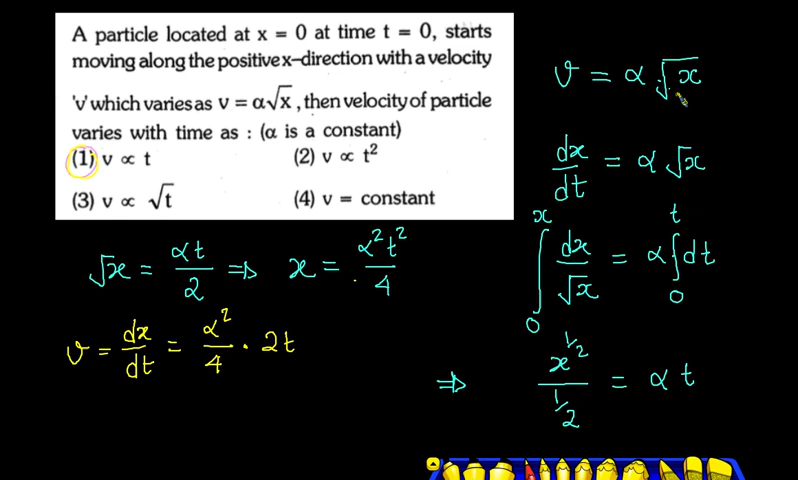 A particle located at x = 0 at time t = 0, starts
moving along the positive x–direction with a velocity
'v' which varies as v = α√x, then velocity of particle
varies with time as : (α is a constant)
(1) v ∝ t
(2) v ∝ t²
(3) v ∝ √t
(4) v = constant
v = α √x
dx/dt = α √x
∫₀ˣ dx/√x = α ∫₀ᵗ dt
⇒ x^(1/2) / (1/2) = α t
√x = αt/2 ⇒ x = α²t²/4
v = dx/dt = α²/4 · 2t